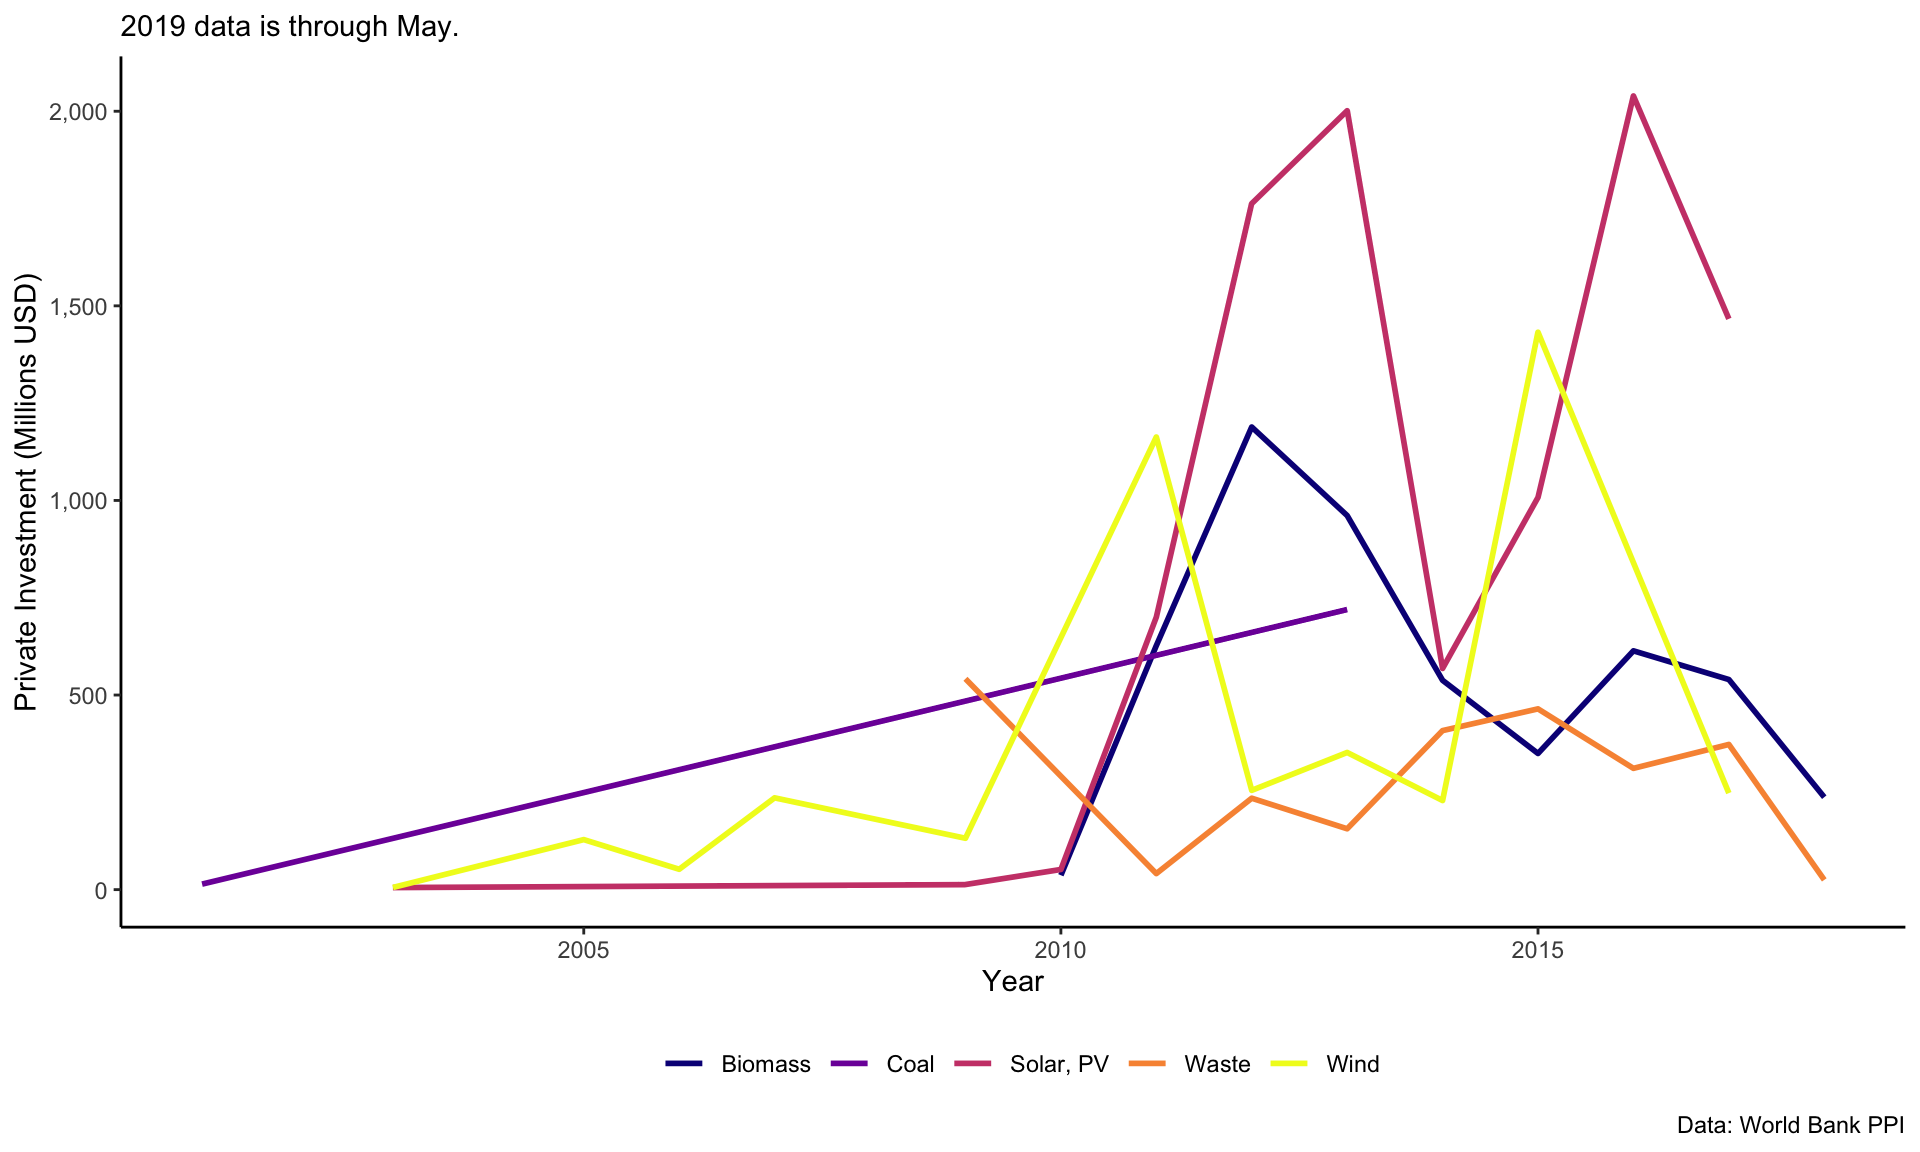 2019 data is through May.
2,000
1,500
1,000
500
0
Private Investment (Millions USD)
2005 2010 2015
Year
Biomass Coal Solar, PV Waste Wind
Data: World Bank PPI